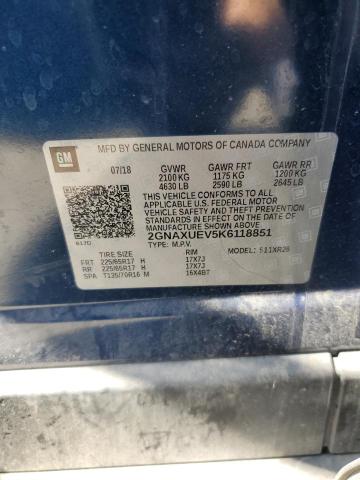 GM
MFD BY GENERAL MOTORS OF CANADA COMPANY
07/18 GVWR GAWR FRT GAWR RR
2100 KG 1175 KG 1200 KG
4630 LB 2590 LB 2645 LB
THIS VEHICLE CONFORMS TO ALL
APPLICABLE U.S. FEDERAL MOTOR
VEHICLE SAFETY, BUMPER, AND THEFT
PREVENTION STANDARDS IN EFFECT ON
THE DATE OF MANUFACTURE SHOWN ABOVE.
2GNAXUEV5K6118851
TYPE: M.P.V. MODEL: 511XR26
TIRE SIZE RIM
FRT 225/65R17 H 17X7J
RR 225/65R17 H 17X7J
SPA T135/70R16 M 16X4BT